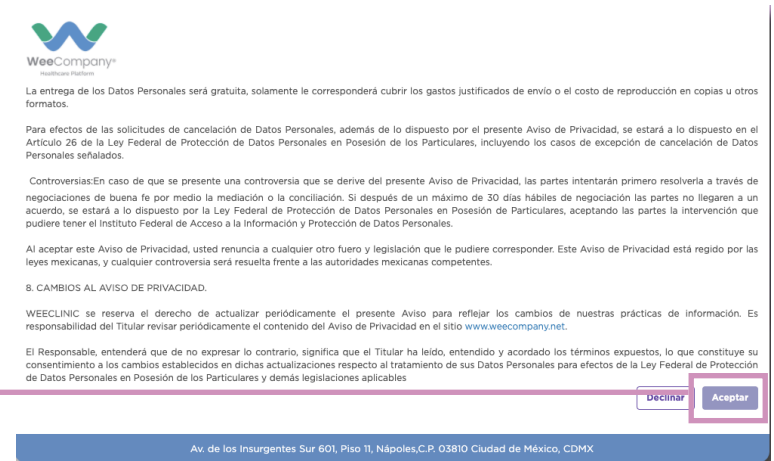 WeeCompany®
Healthcare Platform
La entrega de los Datos Personales será gratuita, solamente le corresponderá cubrir los gastos justificados de envío o el costo de reproducción en copias u otros
formatos.
Para efectos de las solicitudes de cancelación de Datos Personales, además de lo dispuesto por el presente Aviso de Privacidad, se estará a lo dispuesto en el
Artículo 26 de la Ley Federal de Protección de Datos Personales en Posesión de los Particulares, incluyendo los casos de excepción de cancelación de Datos
Personales señalados.
Controversias:En caso de que se presente una controversia que se derive del presente Aviso de Privacidad, las partes intentarán primero resolverla a través de
negociaciones de buena fe por medio la mediación o la conciliación. Si después de un máximo de 30 días hábiles de negociación las partes no llegaren a un
acuerdo, se estará a lo dispuesto por la Ley Federal de Protección de Datos Personales en Posesión de Particulares, aceptando las partes la intervención que
pudiere tener el Instituto Federal de Acceso a la Información y Protección de Datos Personales.
Al aceptar este Aviso de Privacidad, usted renuncia a cualquier otro fuero y legislación que le pudiere corresponder. Este Aviso de Privacidad está regido por las
leyes mexicanas, y cualquier controversia será resuelta frente a las autoridades mexicanas competentes.
8. CAMBIOS AL AVISO DE PRIVACIDAD.
WEECLINIC se reserva el derecho de actualizar periódicamente el presente Aviso para reflejar los cambios de nuestras prácticas de información. Es
responsabilidad del Titular revisar periódicamente el contenido del Aviso de Privacidad en el sitio www.weecompany.net.
El Responsable, entenderá que de no expresar lo contrario, significa que el Titular ha leído, entendido y acordado los términos expuestos, lo que constituye su
consentimiento a los cambios establecidos en dichas actualizaciones respecto al tratamiento de sus Datos Personales para efectos de la Ley Federal de Protección
de Datos Personales en Posesión de los Particulares y demás legislaciones aplicables
Declinar Aceptar
Av. de los Insurgentes Sur 601, Piso 11, Nápoles,C.P. 03810 Ciudad de México, CDMX